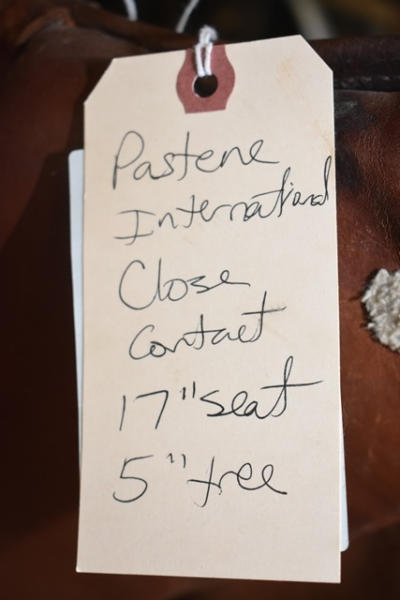 Pastene
International
Close
Contact
17" seat
5" tree